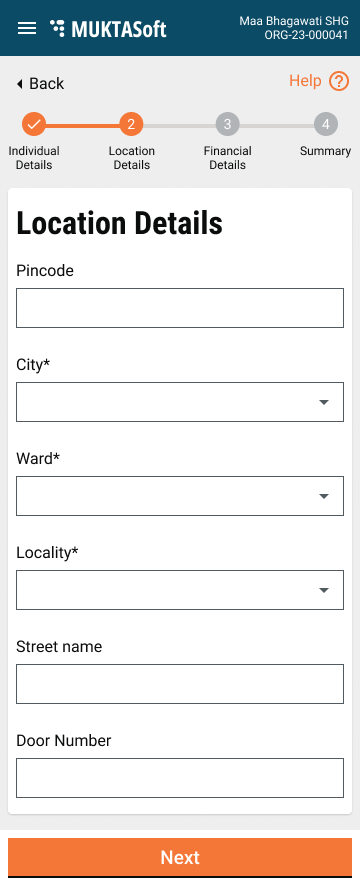 MUKTASoft
Maa Bhagawati SHG
ORG-23-000041
Back
Help ?
2
3
4
Individual Details
Location Details
Financial Details
Summary
Location Details
Pincode
City*
Ward*
Locality*
Street name
Door Number
Next